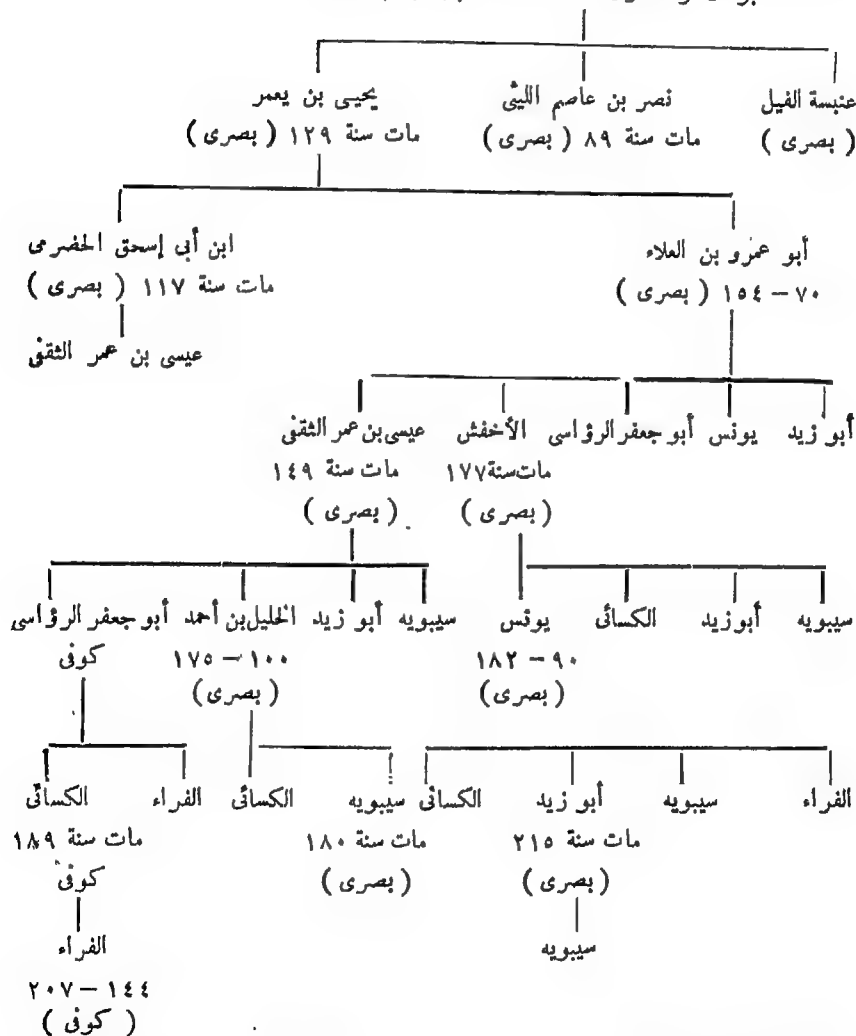 عنبسة الفيل    نصر بن عاصم الليثى    يحيى بن يعمر
( بصرى )    مات سنة ٨٩ ( بصرى )    مات سنة ١٢٩ ( بصرى )
أبو عمرو بن العلاء    ابن أبى إسحق الحضرمى
٧٠ – ١٥٤ ( بصرى )    مات سنة ١١٧ ( بصرى )
عيسى بن عمر الثقفى
أبو زيد    يونس    أبو جعفر الرؤاسى    الأخفش    عيسى بن عمر الثقفى
مات سنة ١٧٧    مات سنة ١٤٩
( بصرى )    ( بصرى )
سيبويه    أبو زيد    الكسائى    يونس    سيبويه    أبو زيد    الخليل بن أحمد    أبو جعفر الرؤاسى
٩٠ – ١٨٢    ١٠٠ – ١٧٥    كوفى
( بصرى )    ( بصرى )
الفراء    سيبويه    أبو زيد    الكسائى    سيبويه    الكسائى    الفراء    الكسائى
مات سنة ٢١٥    مات سنة ١٨٠    مات سنة ١٨٩
( بصرى )    ( بصرى )    كوفى
سيبويه    الفراء
١٤٤ – ٢٠٧
( كوفى )